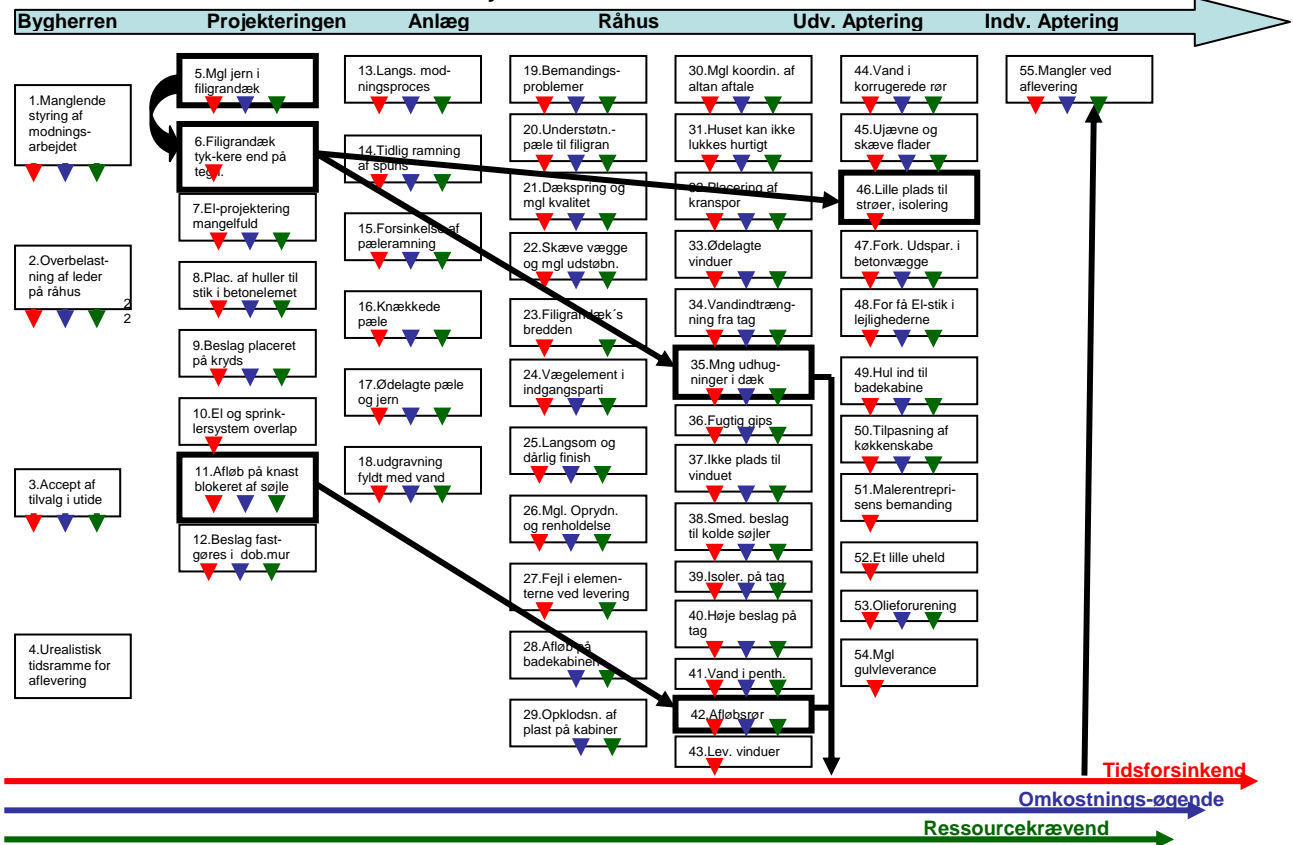 Bygherren Projekteringen Anlæg Råhus Udv. Aptering Indv. Aptering
1.Manglende
styring af
modnings-
arbejdet
2.Overbelast-
ning af leder
på råhus
2
2
3.Accept af
tilvalg i utide
4.Urealistisk
tidsramme for
aflevering
5.Mgl jern i
filigrandæk
6.Filigrandæk
tyk-kere end på
tegn.
7.El-projektering
mangelfuld
8.Plac. af huller til
stik i betonelemet
9.Beslag placeret
på kryds
10.El og sprink-
lersystem overlap
11.Afløb på knast
blokeret af søjle
12.Beslag fast-
gøres i dob.mur
13.Langs. mod-
ningsproces
14.Tidlig ramning
af spuns
15.Forsinkelse af
pæleramning
16.Knækkede
pæle
17.Ødelagte pæle
og jern
18.udgravning
fyldt med vand
19.Bemandings-
problemer
20.Understøtn.-
pæle til filigran
21.Dækspring og
mgl kvalitet
22.Skæve vægge
og mgl udstøbn.
23.Filigrandæk´s
bredden
24.Vægelement i
indgangsparti
25.Langsom og
dårlig finish
26.Mgl. Oprydn.
og renholdelse
27.Fejl i elemen-
terne ved levering
28.Afløb på
badekabinen
29.Opklodsn. af
plast på kabiner
30.Mgl koordin. af
altan aftale
31.Huset kan ikke
lukkes hurtigt
32.Placering af
kranspor
33.Ødelagte
vinduer
34.Vandindtræng-
ning fra tag
35.Mng udhug-
ninger i dæk
36.Fugtig gips
37.Ikke plads til
vinduet
38.Smed. beslag
til kolde søjler
39.Isoler. på tag
40.Høje beslag på
tag
41.Vand i penth.
42.Afløbsrør
43.Lev. vinduer
44.Vand i
korrugerede rør
45.Ujævne og
skæve flader
46.Lille plads til
strøer, isolering
47.Fork. Udspar. i
betonvægge
48.For få El-stik i
lejlighederne
49.Hul ind til
badekabine
50.Tilpasning af
køkkenskabe
51.Malerentrepri-
sens bemanding
52.Et lille uheld
53.Olieforurening
54.Mgl
gulvleverance
55.Mangler ved
aflevering
Tidsforsinkend
Omkostnings-øgende
Ressourcekrævend